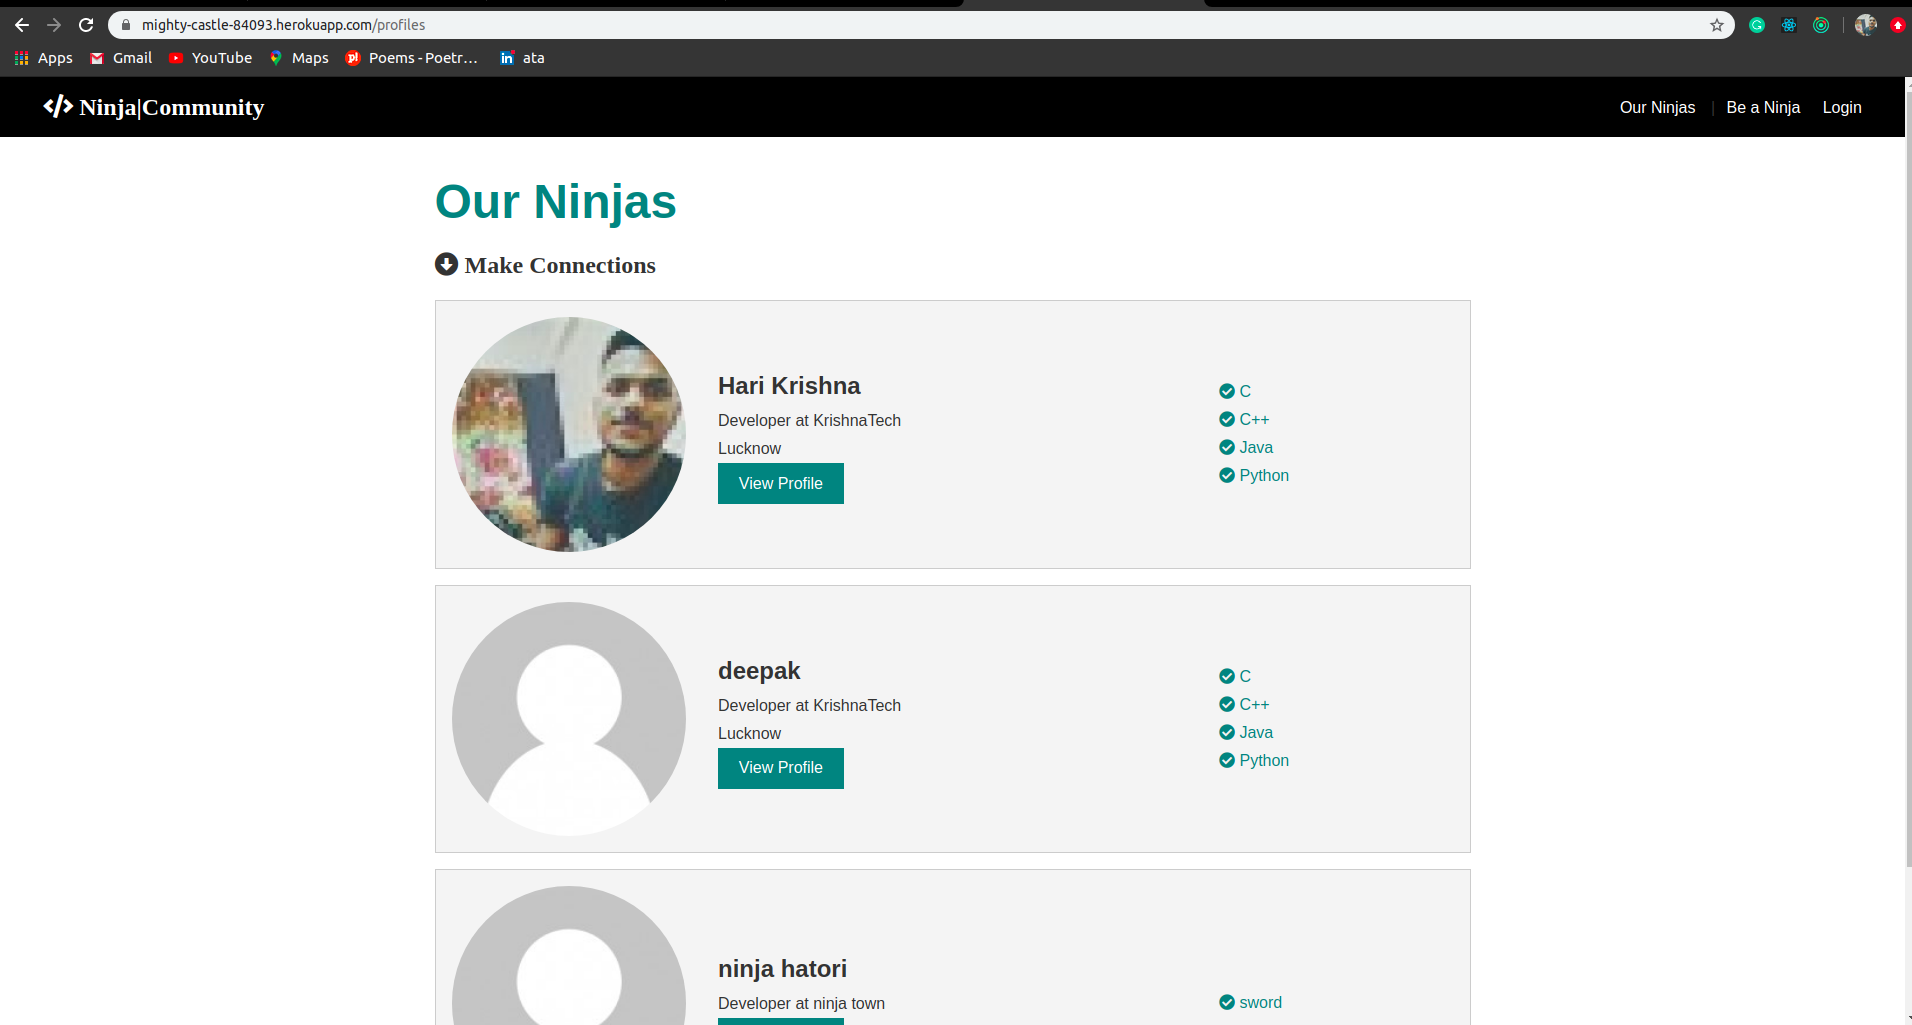 mighty-castle-84093.herokuapp.com/profiles
Apps Gmail YouTube Maps Poems - Poetr... ata
</> Ninja|Community
Our Ninjas | Be a Ninja Login
Our Ninjas
Make Connections
Hari Krishna
Developer at KrishnaTech
Lucknow
View Profile
C
C++
Java
Python
deepak
Developer at KrishnaTech
Lucknow
View Profile
C
C++
Java
Python
ninja hatori
Developer at ninja town
sword